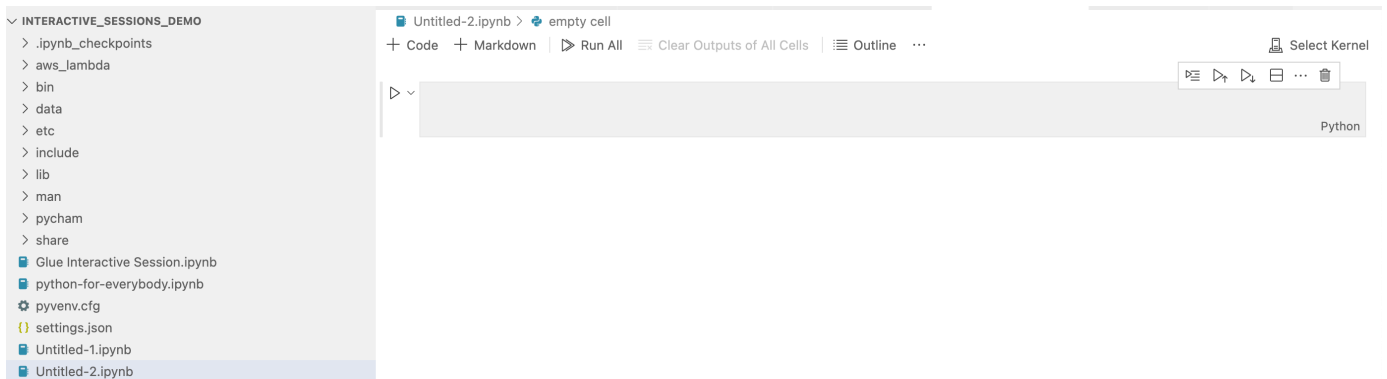 INTERACTIVE_SESSIONS_DEMO
.ipynb_checkpoints
aws_lambda
bin
data
etc
include
lib
man
pycham
share
Glue Interactive Session.ipynb
python-for-everybody.ipynb
pyvenv.cfg
settings.json
Untitled-1.ipynb
Untitled-2.ipynb
Untitled-2.ipynb > empty cell
+ Code + Markdown Run All Clear Outputs of All Cells Outline ... Select Kernel
Python